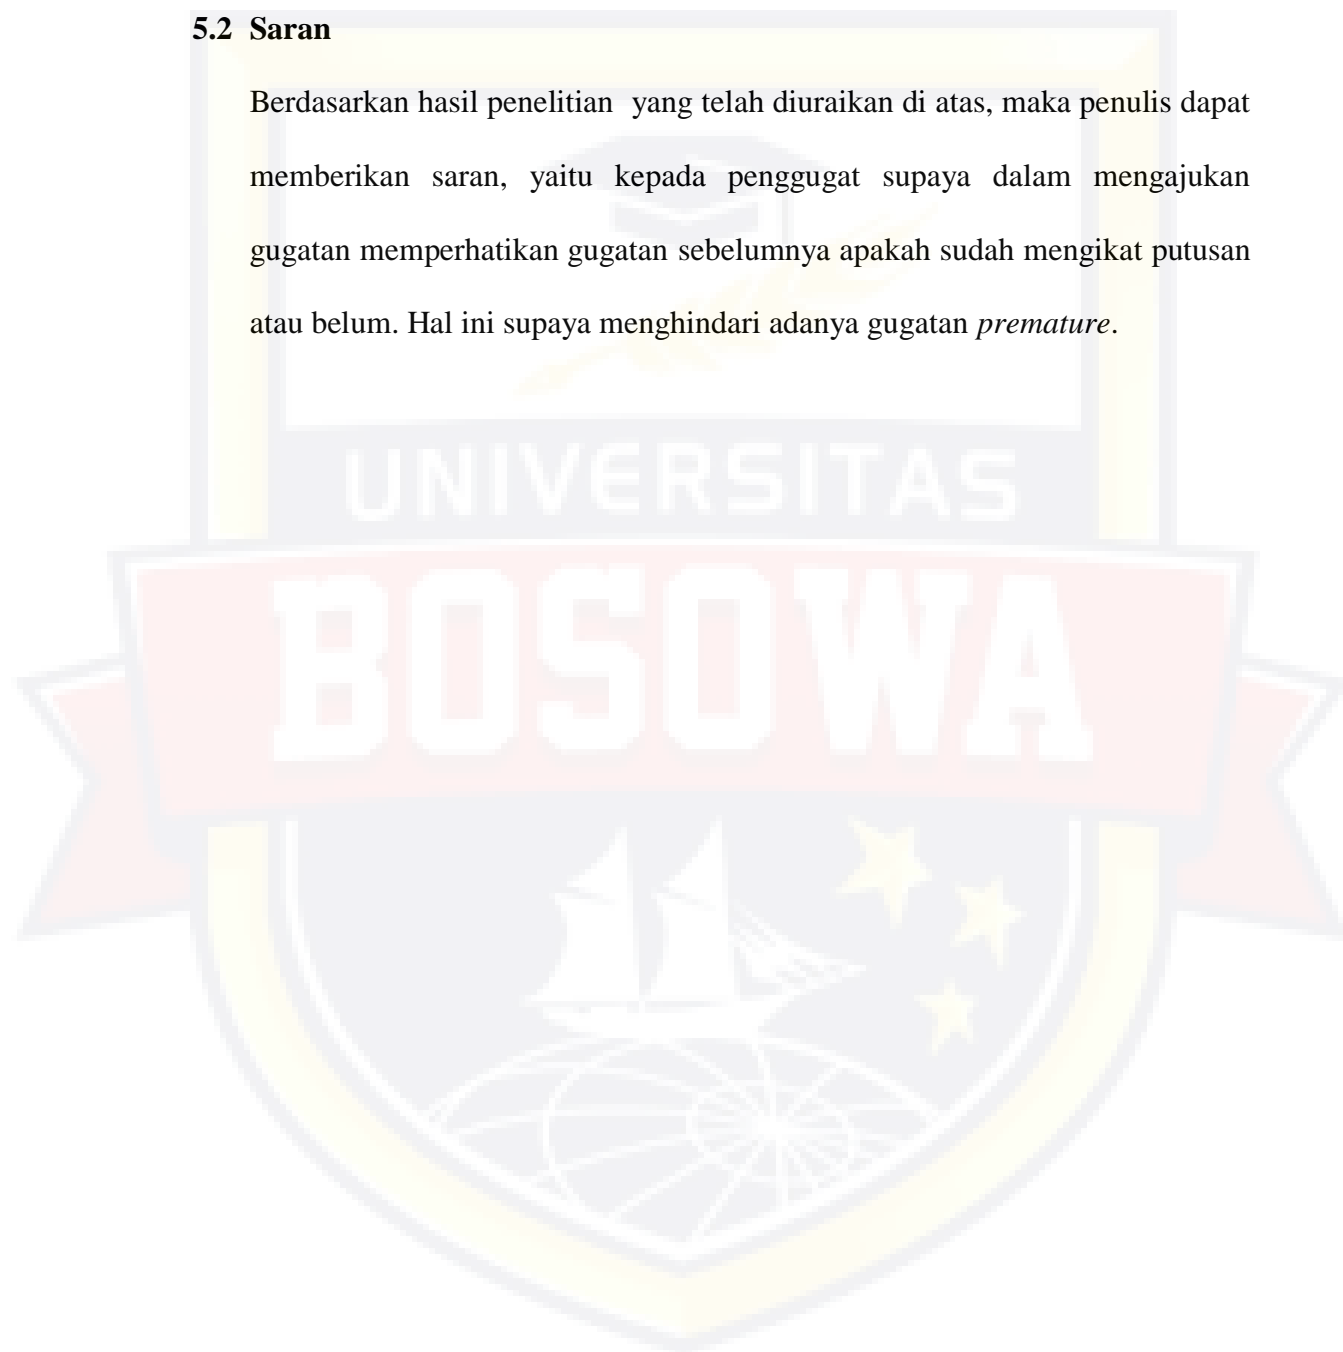 5.2 Saran
Berdasarkan hasil penelitian yang telah diuraikan di atas, maka penulis dapat
memberikan saran, yaitu kepada penggugat supaya dalam mengajukan
gugatan memperhatikan gugatan sebelumnya apakah sudah mengikat putusan
atau belum. Hal ini supaya menghindari adanya gugatan premature.
UNIVERSITAS
BOSOWA